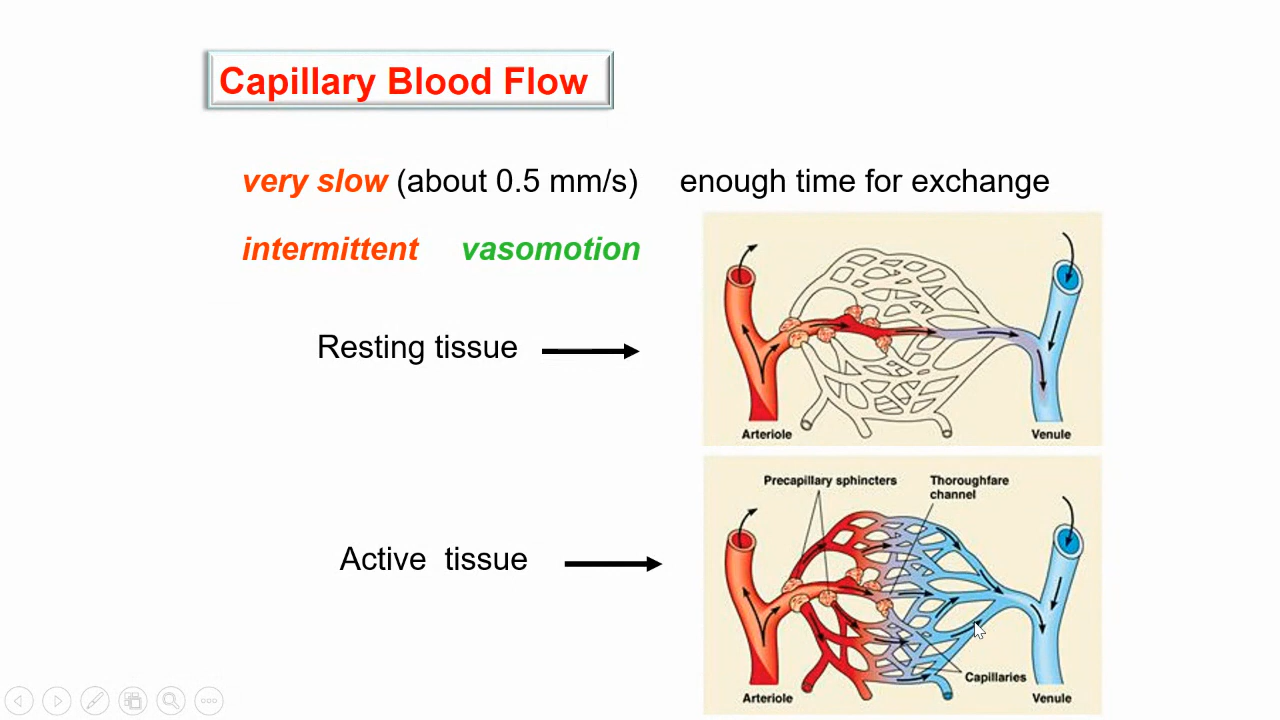 Capillary Blood Flow
very slow (about 0.5 mm/s) enough time for exchange
intermittent vasomotion
Resting tissue
Arteriole
Venule
Precapillary sphincters
Thoroughfare
channel
Active tissue
Capillaries
Arteriole
Venule